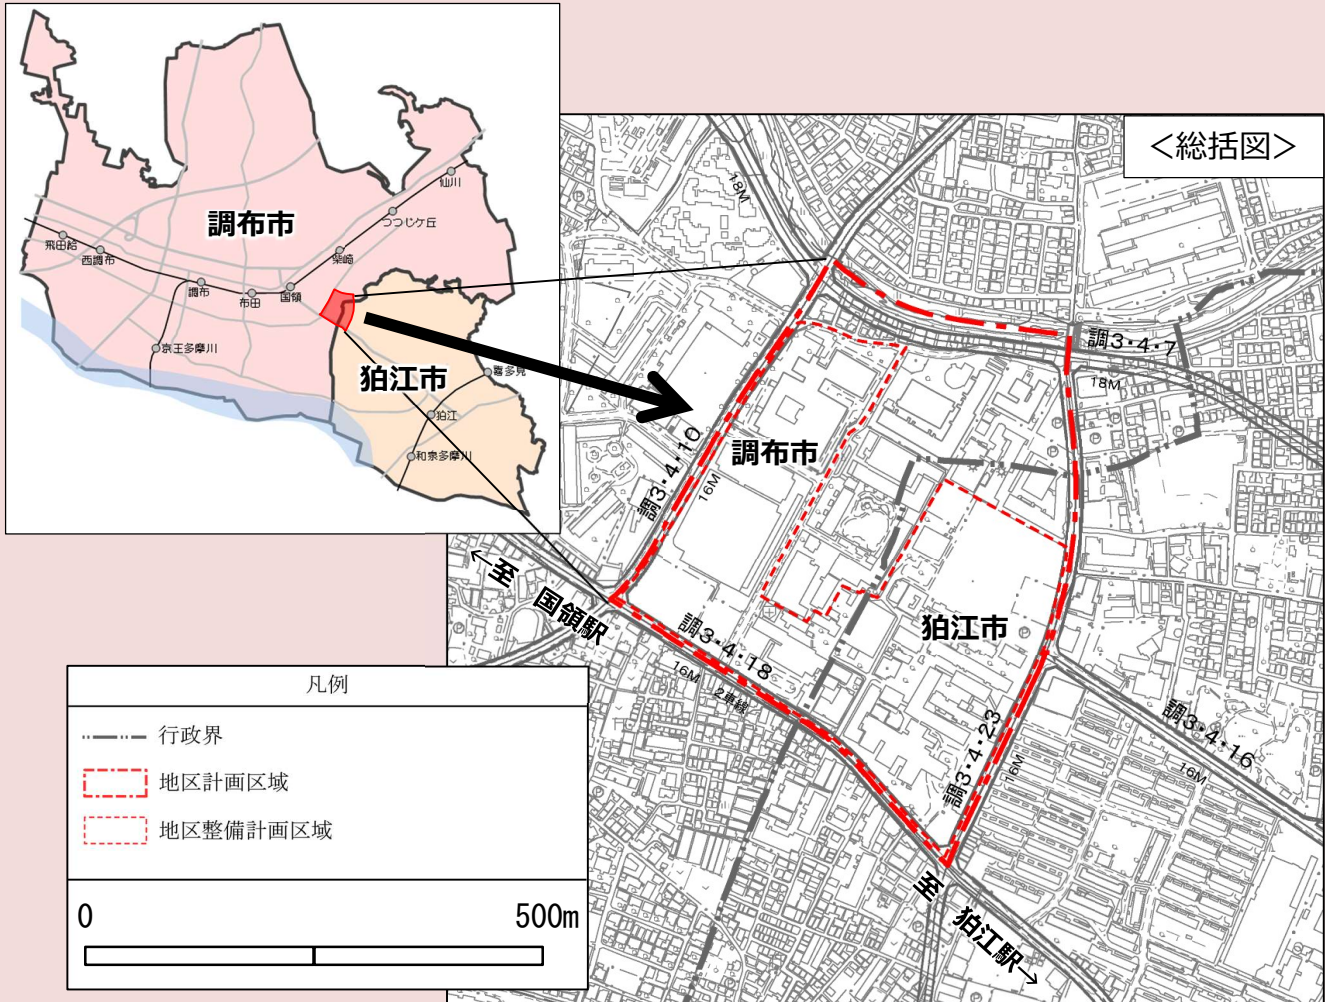 調布市
狛江市
飛田給
西調布
調布
布田
国領
柴崎
つつじケ丘
仙川
京王多摩川
喜多見
狛江
和泉多摩川
<総括図>
18M
調3・4・7
18M
調3・4・10
16M
調布市
狛江市
←至 国領駅
調3・4・18
16M 2車線
調3・4・23
16M
調3・4・16
16M
至 狛江駅→
凡例
行政界
地区計画区域
地区整備計画区域
0 500m